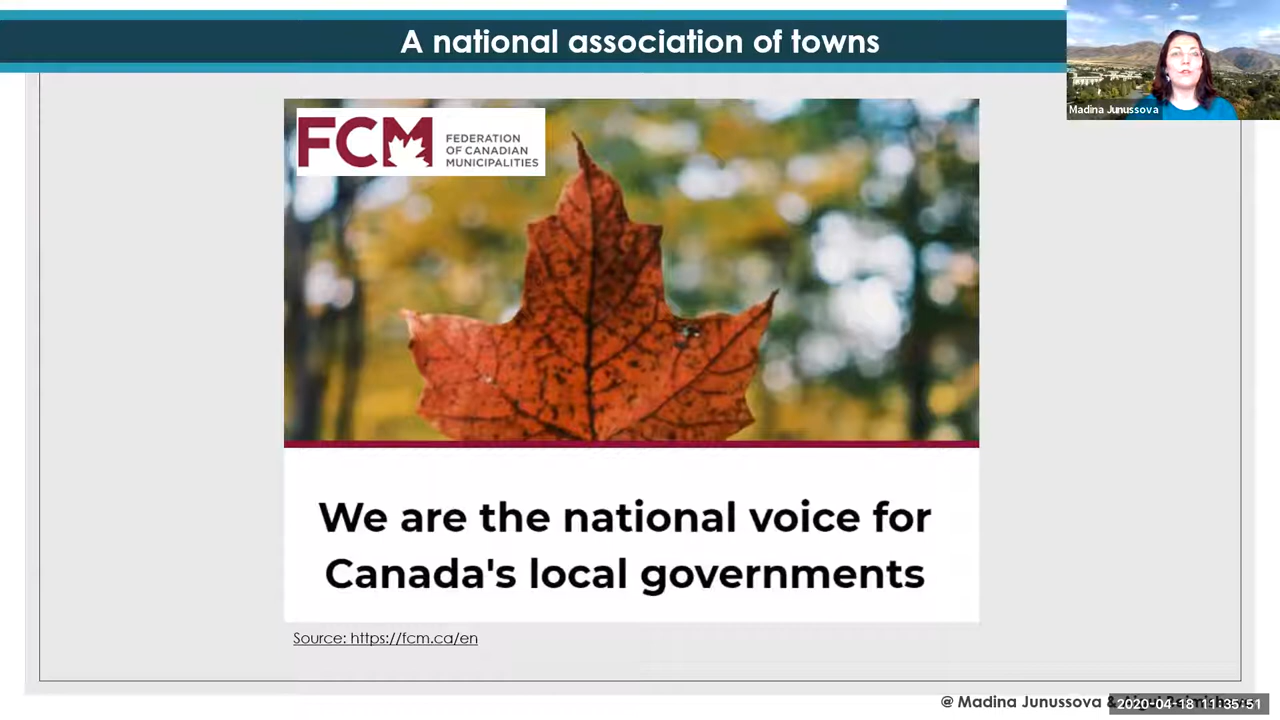 A national association of towns
Madina Junussova
FCM
FEDERATION
OF CANADIAN
MUNICIPALITIES
We are the national voice for
Canada's local governments
Source: https://fcm.ca/en
@ Madina Junussova &
2020-04-18 11:35:51